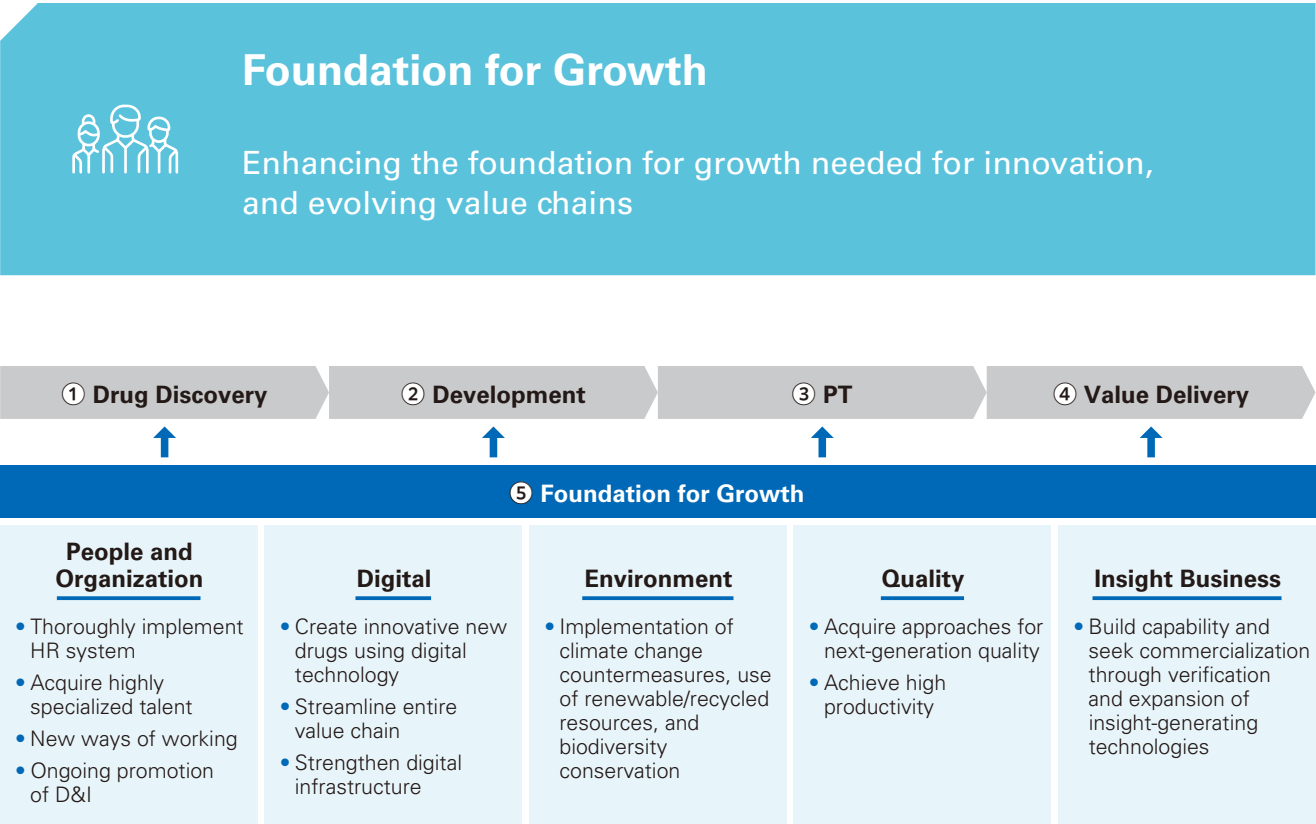 Foundation for Growth
Enhancing the foundation for growth needed for innovation,
and evolving value chains
① Drug Discovery
② Development
③ PT
④ Value Delivery
⑤ Foundation for Growth
People and
Organization
• Thoroughly implement
HR system
• Acquire highly
specialized talent
• New ways of working
• Ongoing promotion
of D&I
Digital
• Create innovative new
drugs using digital
technology
• Streamline entire
value chain
• Strengthen digital
infrastructure
Environment
• Implementation of
climate change
countermeasures, use
of renewable/recycled
resources, and
biodiversity
conservation
Quality
• Acquire approaches for
next-generation quality
• Achieve high
productivity
Insight Business
• Build capability and
seek commercialization
through verification
and expansion of
insight-generating
technologies